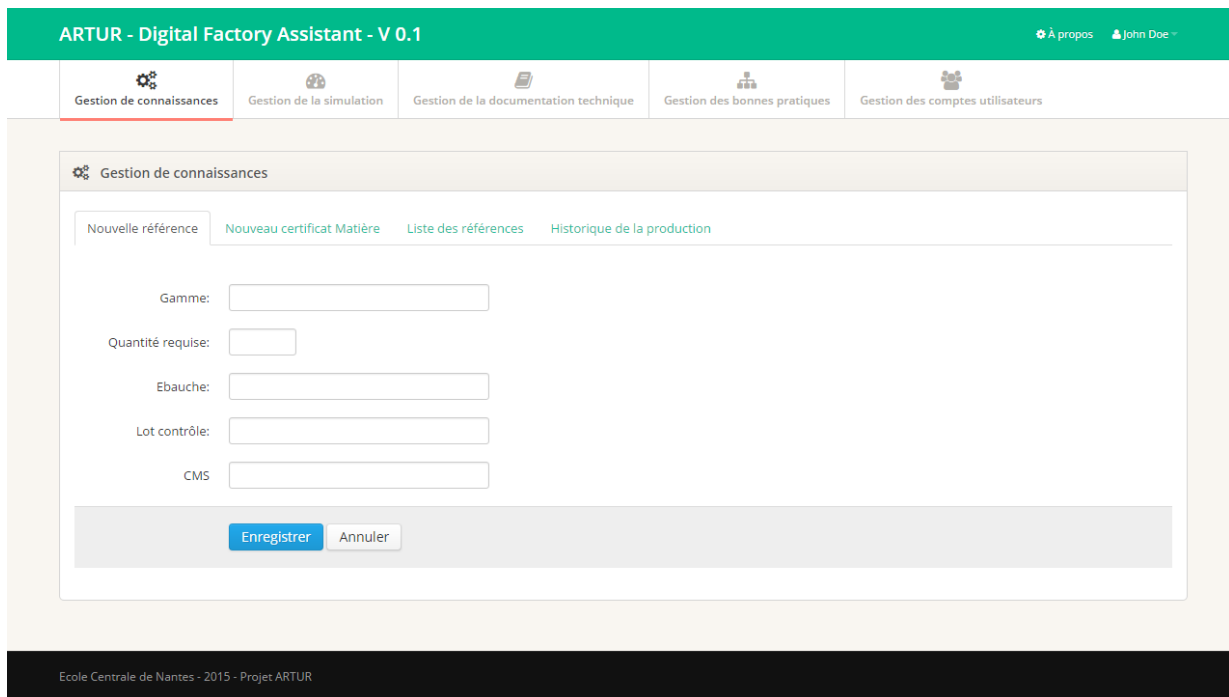 ARTUR - Digital Factory Assistant - V 0.1
À propos John Doe
Gestion de connaissances Gestion de la simulation Gestion de la documentation technique Gestion des bonnes pratiques Gestion des comptes utilisateurs
Gestion de connaissances
Nouvelle référence Nouveau certificat Matière Liste des références Historique de la production
Gamme:
Quantité requise:
Ebauche:
Lot contrôle:
CMS
Enregistrer Annuler
Ecole Centrale de Nantes - 2015 - Projet ARTUR